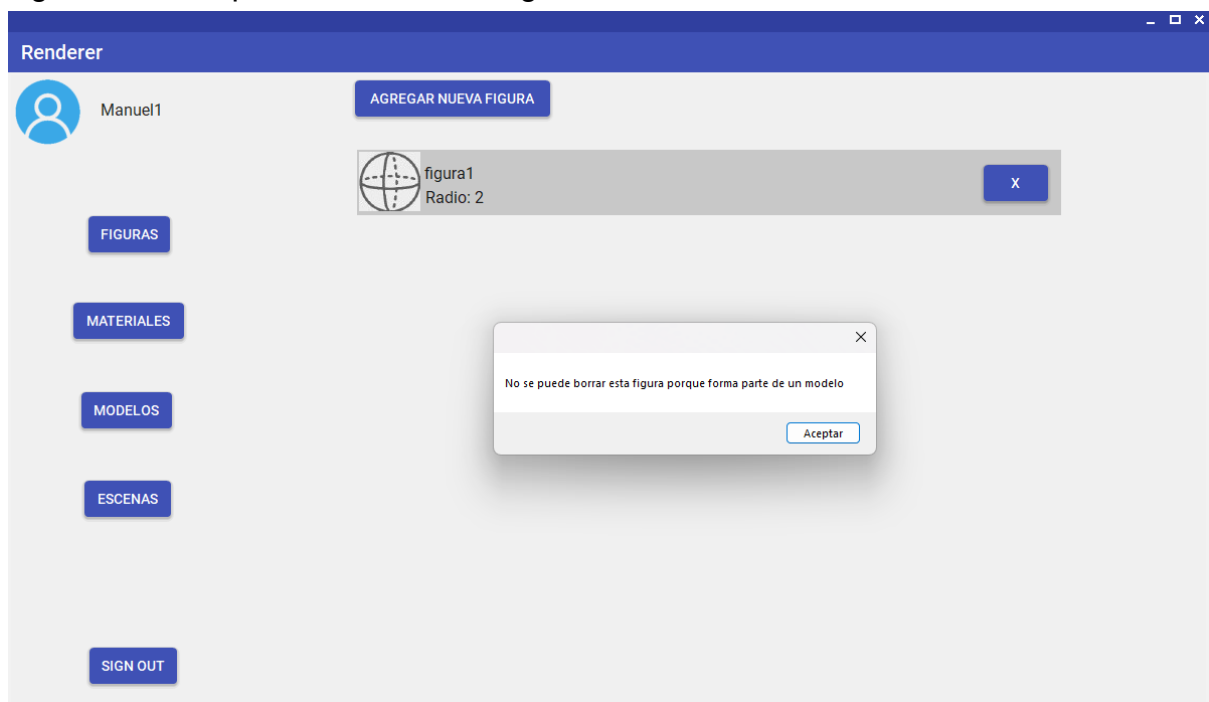 Renderer
Manuel1
AGREGAR NUEVA FIGURA
figura1
Radio: 2
X
FIGURAS
MATERIALES
MODELOS
ESCENAS
SIGN OUT
No se puede borrar esta figura porque forma parte de un modelo
Aceptar